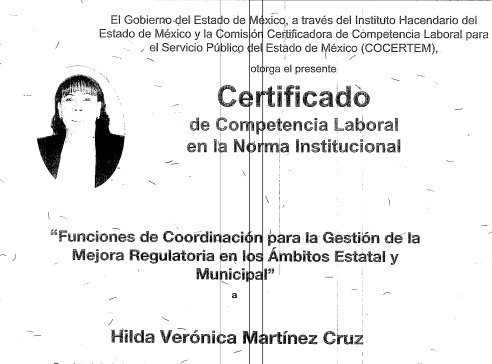 El Gobierno del Estado de México, a través del Instituto Hacendario del
Estado de México y la Comisión Certificadora de Competencia Laboral para
el Servicio Público del Estado de México (COCERTEM),
otorga el presente
Certificado
de Competencia Laboral
en la Norma Institucional
“Funciones de Coordinación para la Gestión de la
Mejora Regulatoria en los Ámbitos Estatal y
Municipal”
a
Hilda Verónica Martínez Cruz